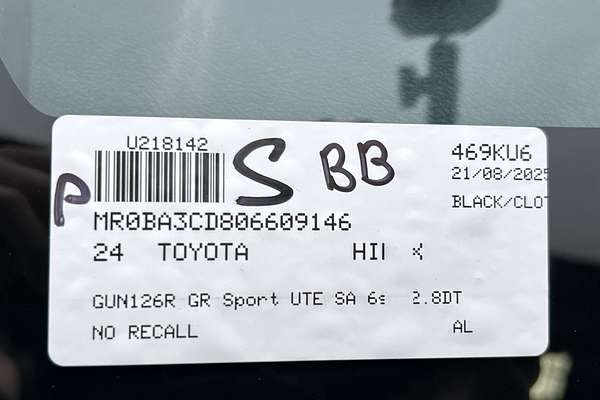 U218142
P S BB
469KU6
21/08/2025
BLACK/CLOT
MR0BA3CD806609146
24 TOYOTA
GUN126R GR Sport UTE SA 6s 2.8DT
NO RECALL
AL